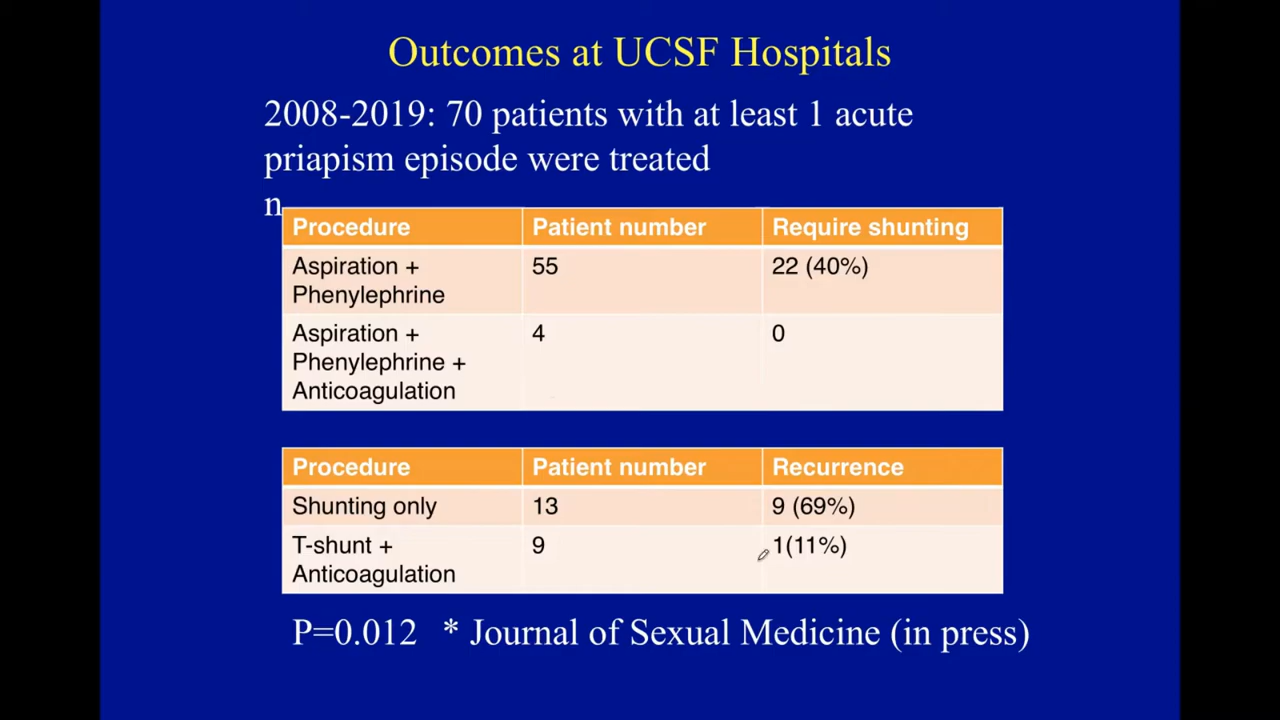 Outcomes at UCSF Hospitals
2008-2019: 70 patients with at least 1 acute
priapism episode were treated
n
Procedure Patient number Require shunting
Aspiration + 55 22 (40%)
Phenylephrine
Aspiration + 4 0
Phenylephrine +
Anticoagulation
Procedure Patient number Recurrence
Shunting only 13 9 (69%)
T-shunt + 9 1(11%)
Anticoagulation
P=0.012 * Journal of Sexual Medicine (in press)